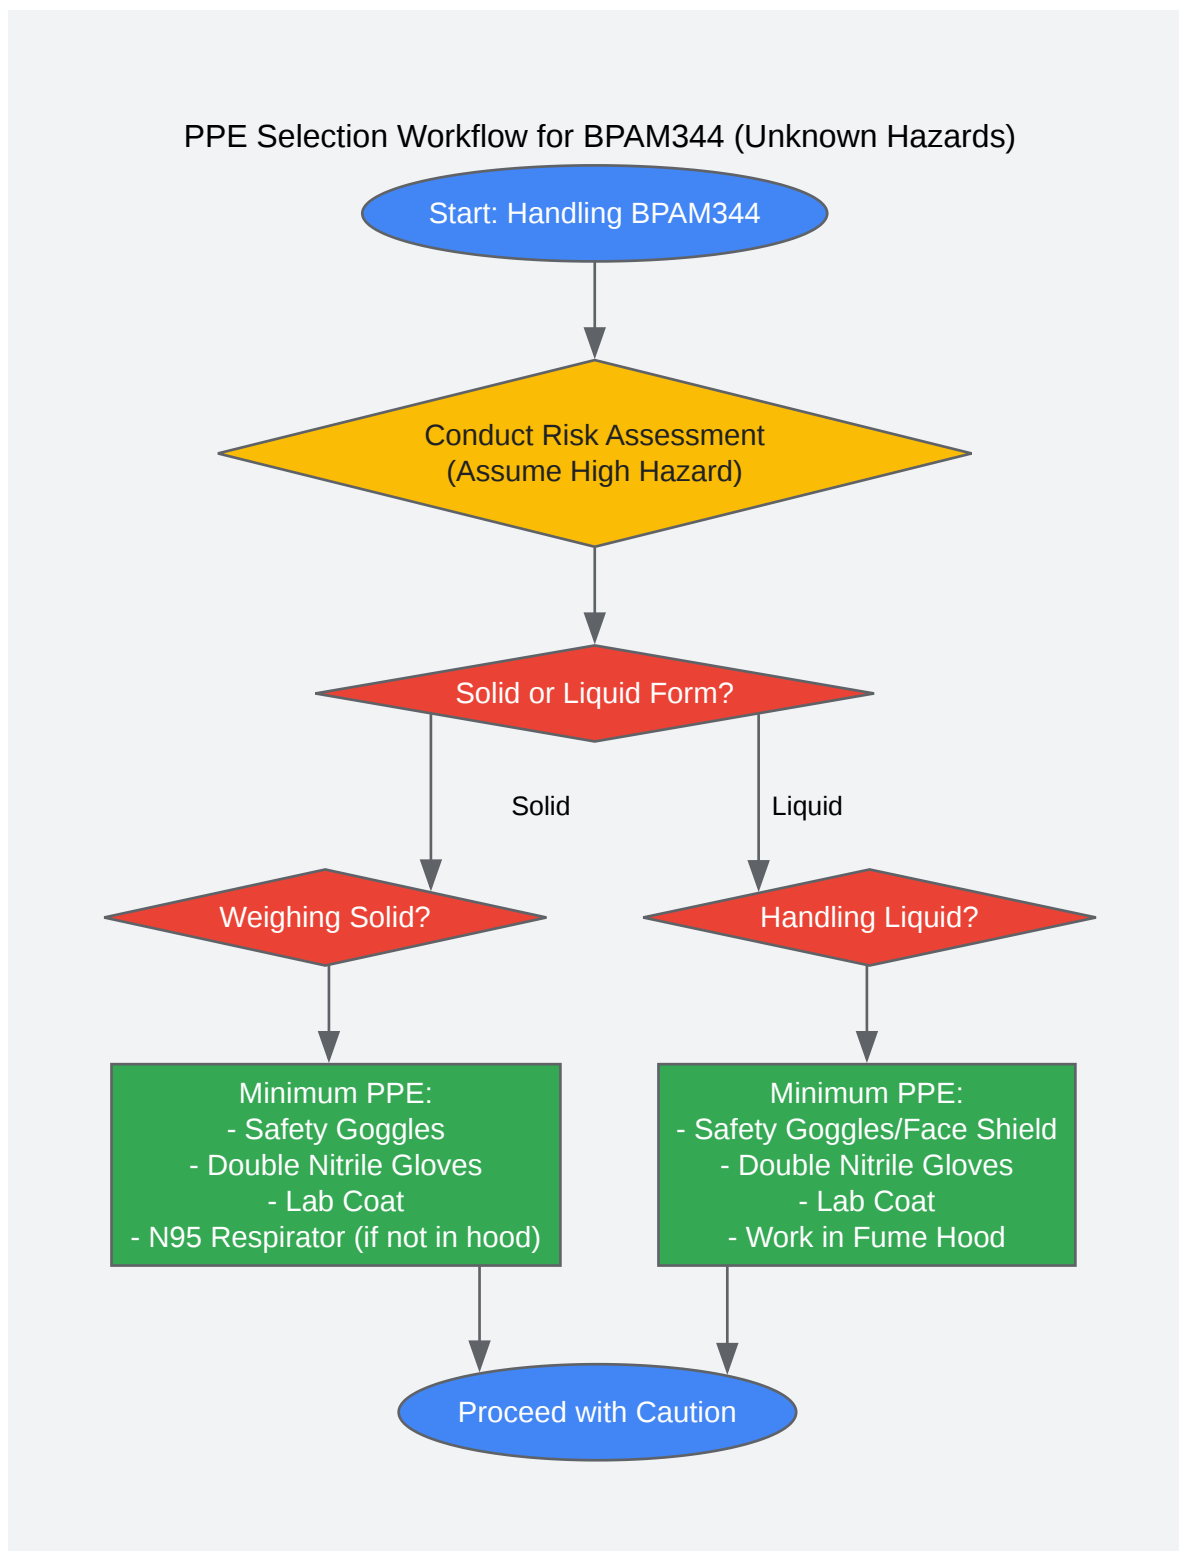 PPE Selection Workflow for BPAM344 (Unknown Hazards)
Start: Handling BPAM344
Conduct Risk Assessment
(Assume High Hazard)
Solid or Liquid Form?
Solid
Liquid
Weighing Solid?
Handling Liquid?
Minimum PPE:
- Safety Goggles
- Double Nitrile Gloves
- Lab Coat
- N95 Respirator (if not in hood)
Minimum PPE:
- Safety Goggles/Face Shield
- Double Nitrile Gloves
- Lab Coat
- Work in Fume Hood
Proceed with Caution